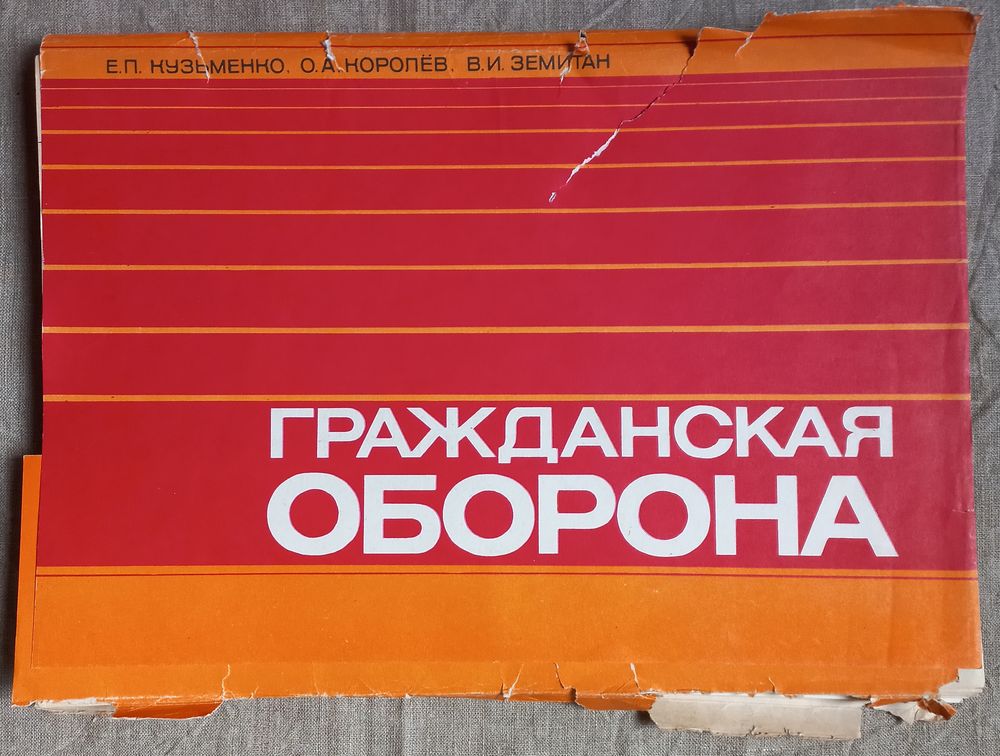 Е.П. КУЗЬМЕНКО, О.А. КОРОЛЁВ, В.И. ЗЕМИТАН
ГРАЖДАНСКАЯ
ОБОРОНА